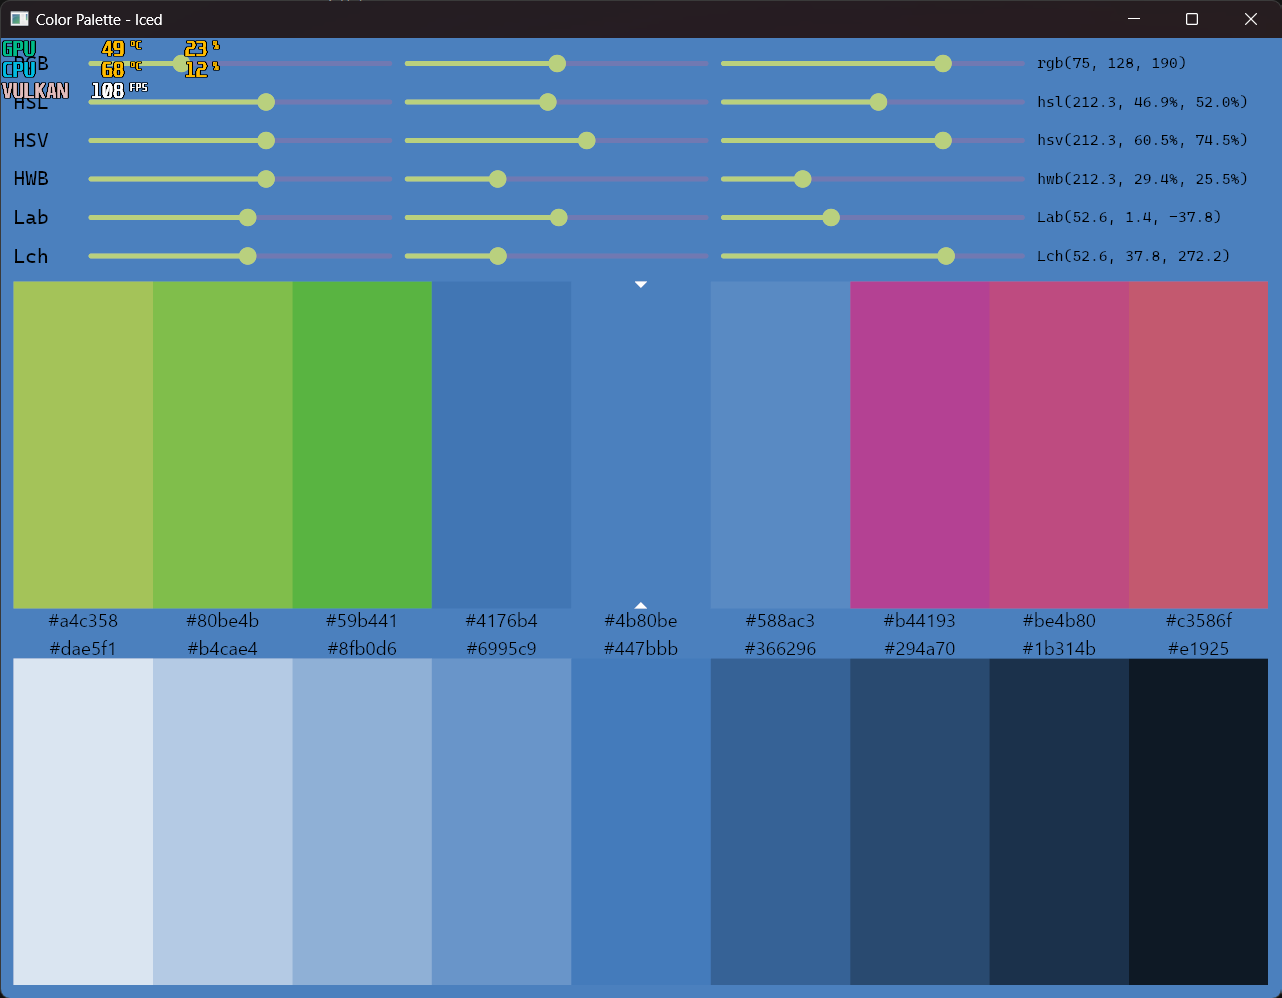 Color Palette - Iced
GPU 49 °C 23 %
RGB rgb(75, 128, 190)
CPU 68 °C 12 %
VULKAN 108 FPS
HSL hsl(212.3, 46.9%, 52.0%)
HSV hsv(212.3, 60.5%, 74.5%)
HWB hwb(212.3, 29.4%, 25.5%)
Lab Lab(52.6, 1.4, -37.8)
Lch Lch(52.6, 37.8, 272.2)
#a4c358 #80be4b #59b441 #4176b4 #4b80be #588ac3 #b44193 #be4b80 #c3586f
#dae5f1 #b4cae4 #8fb0d6 #6995c9 #447bbb #366296 #294a70 #1b314b #e1925